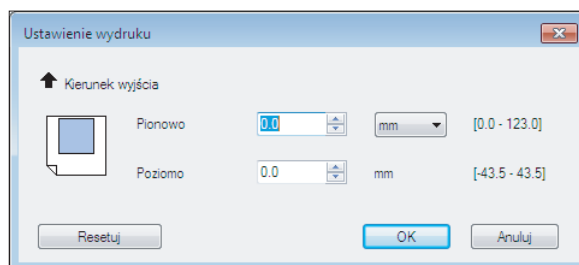 Ustawienie wydruku
Kierunek wyjścia
Pionowo 0.0 mm [0.0 - 123.0]
Poziomo 0.0 mm [-43.5 - 43.5]
Resetuj OK Anuluj